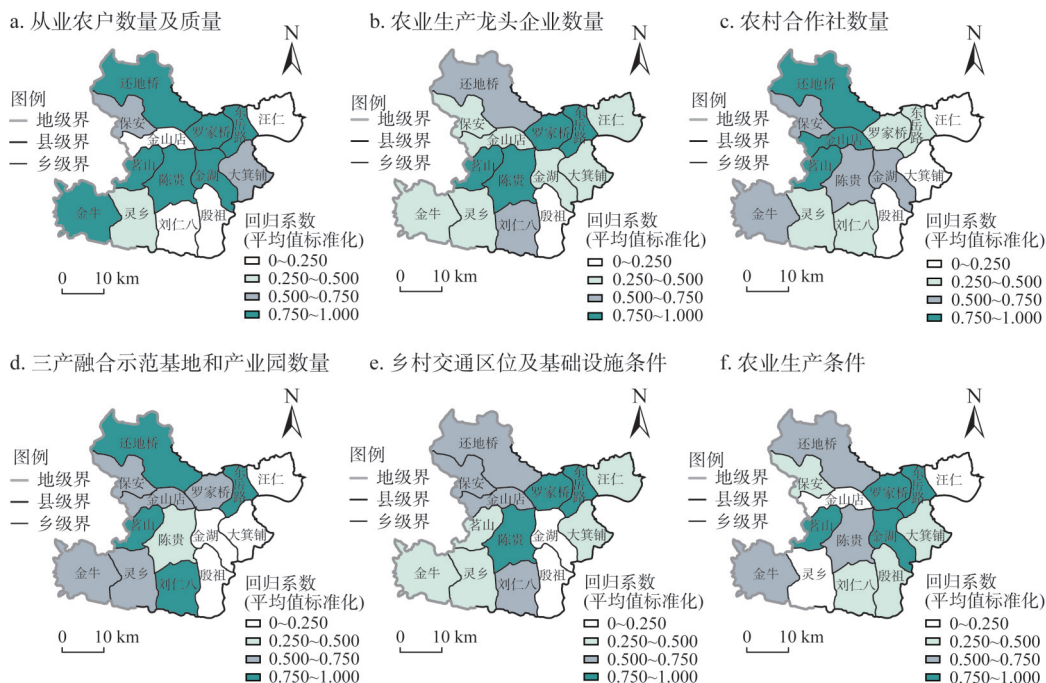 a. 从业农户数量及质量
N
还地桥
保安
金山店
罗家桥
东岳路
汪仁
茗山
陈贵
金湖
大箕铺
金牛
灵乡
刘仁八
殷祖
图例
地级界
县级界
乡级界
回归系数
(平均值标准化)
0~0.250
0.250~0.500
0.500~0.750
0.750~1.000
0 10 km
b. 农业生产龙头企业数量
N
还地桥
保安
金山店
罗家桥
东岳路
汪仁
茗山
陈贵
金湖
大箕铺
金牛
灵乡
刘仁八
殷祖
图例
地级界
县级界
乡级界
回归系数
(平均值标准化)
0~0.250
0.250~0.500
0.500~0.750
0.750~1.000
0 10 km
c. 农村合作社数量
N
还地桥
保安
金山店
罗家桥
东岳路
汪仁
茗山
陈贵
金湖
大箕铺
金牛
灵乡
刘仁八
殷祖
图例
地级界
县级界
乡级界
回归系数
(平均值标准化)
0~0.250
0.250~0.500
0.500~0.750
0.750~1.000
0 10 km
d. 三产融合示范基地和产业园数量
N
还地桥
保安
金山店
罗家桥
东岳路
汪仁
茗山
陈贵
金湖
大箕铺
金牛
灵乡
刘仁八
殷祖
图例
地级界
县级界
乡级界
回归系数
(平均值标准化)
0~0.250
0.250~0.500
0.500~0.750
0.750~1.000
0 10 km
e. 乡村交通区位及基础设施条件
N
还地桥
保安
金山店
罗家桥
东岳路
汪仁
茗山
陈贵
金湖
大箕铺
金牛
灵乡
刘仁八
殷祖
图例
地级界
县级界
乡级界
回归系数
(平均值标准化)
0~0.250
0.250~0.500
0.500~0.750
0.750~1.000
0 10 km
f. 农业生产条件
N
还地桥
保安
金山店
罗家桥
东岳路
汪仁
茗山
陈贵
金湖
大箕铺
金牛
灵乡
刘仁八
殷祖
图例
地级界
县级界
乡级界
回归系数
(平均值标准化)
0~0.250
0.250~0.500
0.500~0.750
0.750~1.000
0 10 km